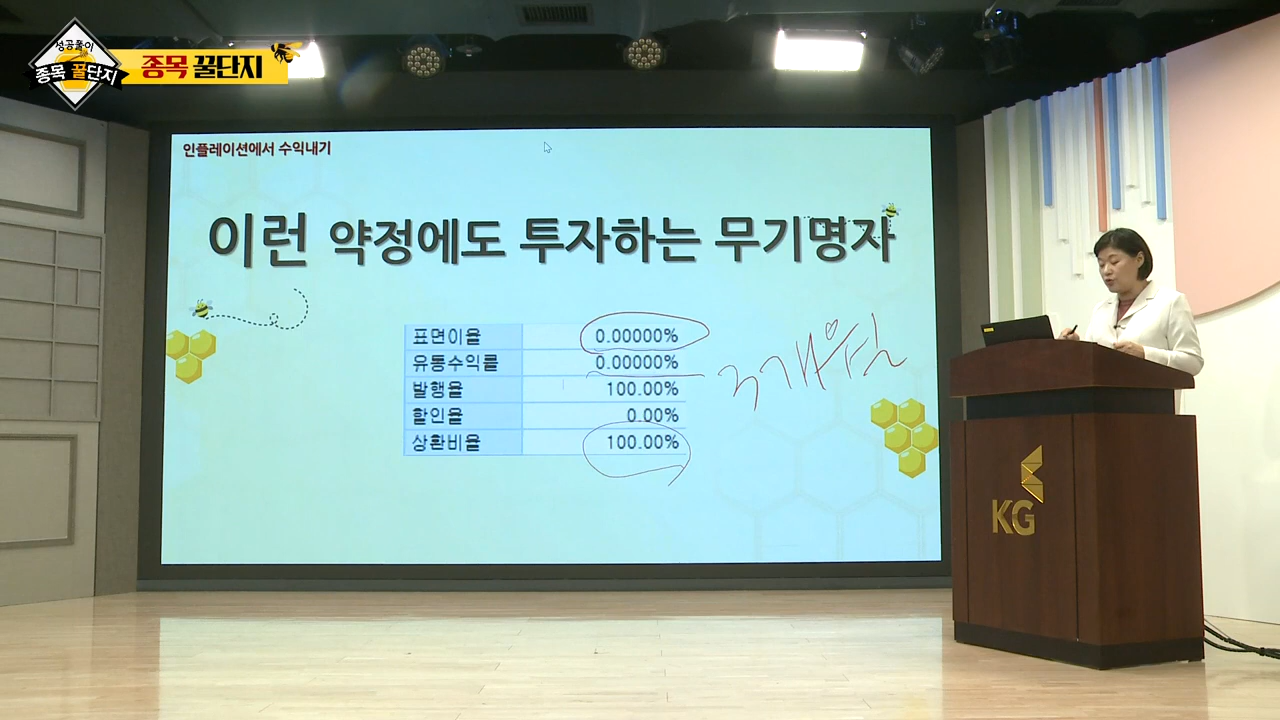 성공풀이
종목 꿀단지
종목 꿀단지
인플레이션에서 수익내기
이런 약정에도 투자하는 무기명자
표면이율 0.00000%
유통수익률 0.00000%
발행율 100.00%
할인율 0.00%
상환비율 100.00%
KG